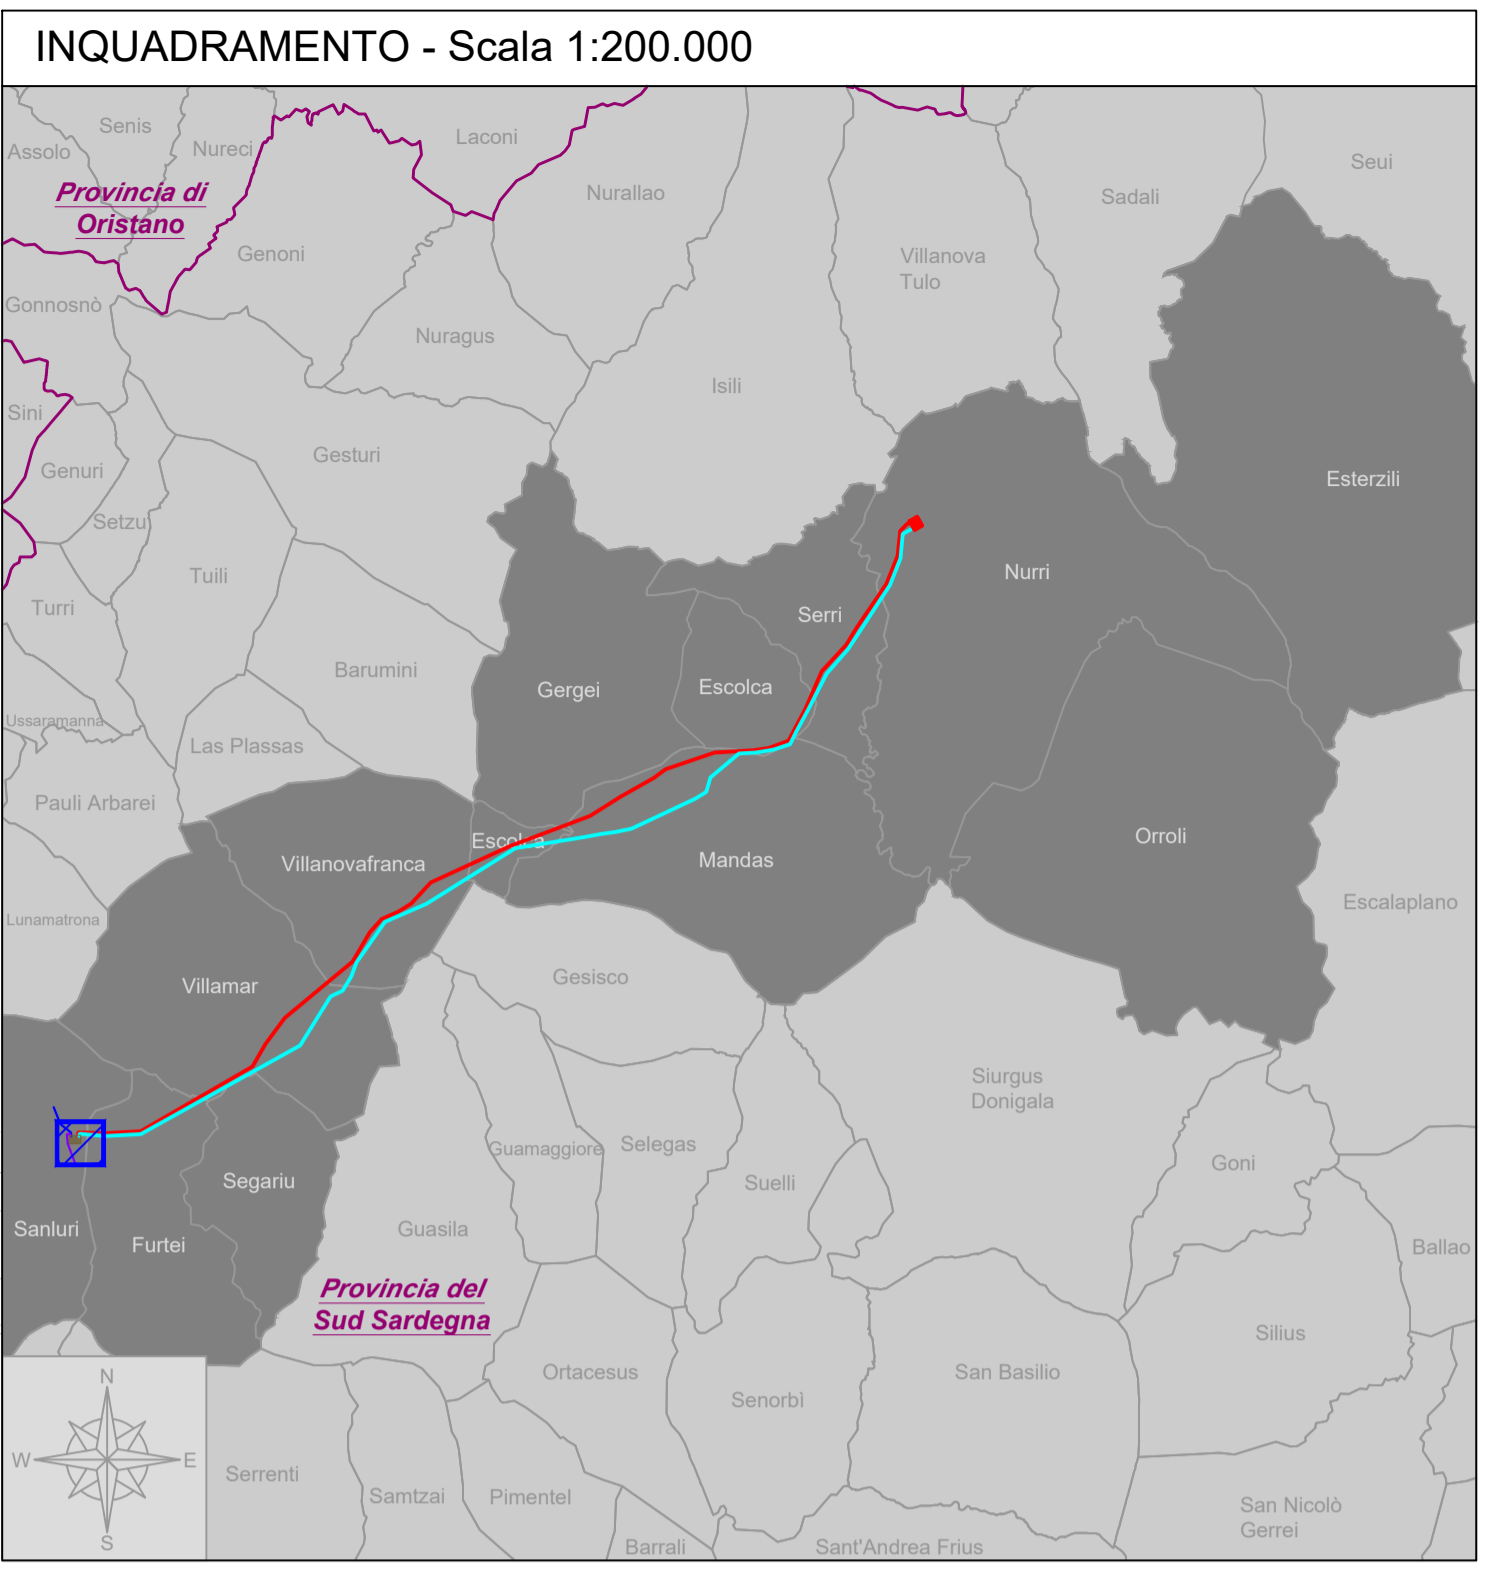 INQUADRAMENTO - Scala 1:200.000
Senis
Laconi
Assolo
Nureci
Seui
Provincia di
Oristano
Nurallao
Sadali
Genoni
Villanova
Tulo
Gonnosnò
Nuragus
Isili
Sini
Gesturi
Genuri
Esterzili
Setzu
Tuili
Nurri
Turri
Serri
Barumini
Gergei
Escolca
Ussaramanna
Las Plassas
Pauli Arbarei
Escolca
Orroli
Villanovafranca
Mandas
Lunamatrona
Escalaplano
Gesisco
Villamar
Siurgus
Donigala
Guamaggiore
Selegas
Goni
Segariu
Suelli
Sanluri
Guasila
Furtei
Ballao
Provincia del
Sud Sardegna
Silius
Ortacesus
San Basilio
Senorbì
N
W
E
S
Serrenti
Samtzai
Pimentel
San Nicolò
Gerrei
Barrali
Sant'Andrea Frius